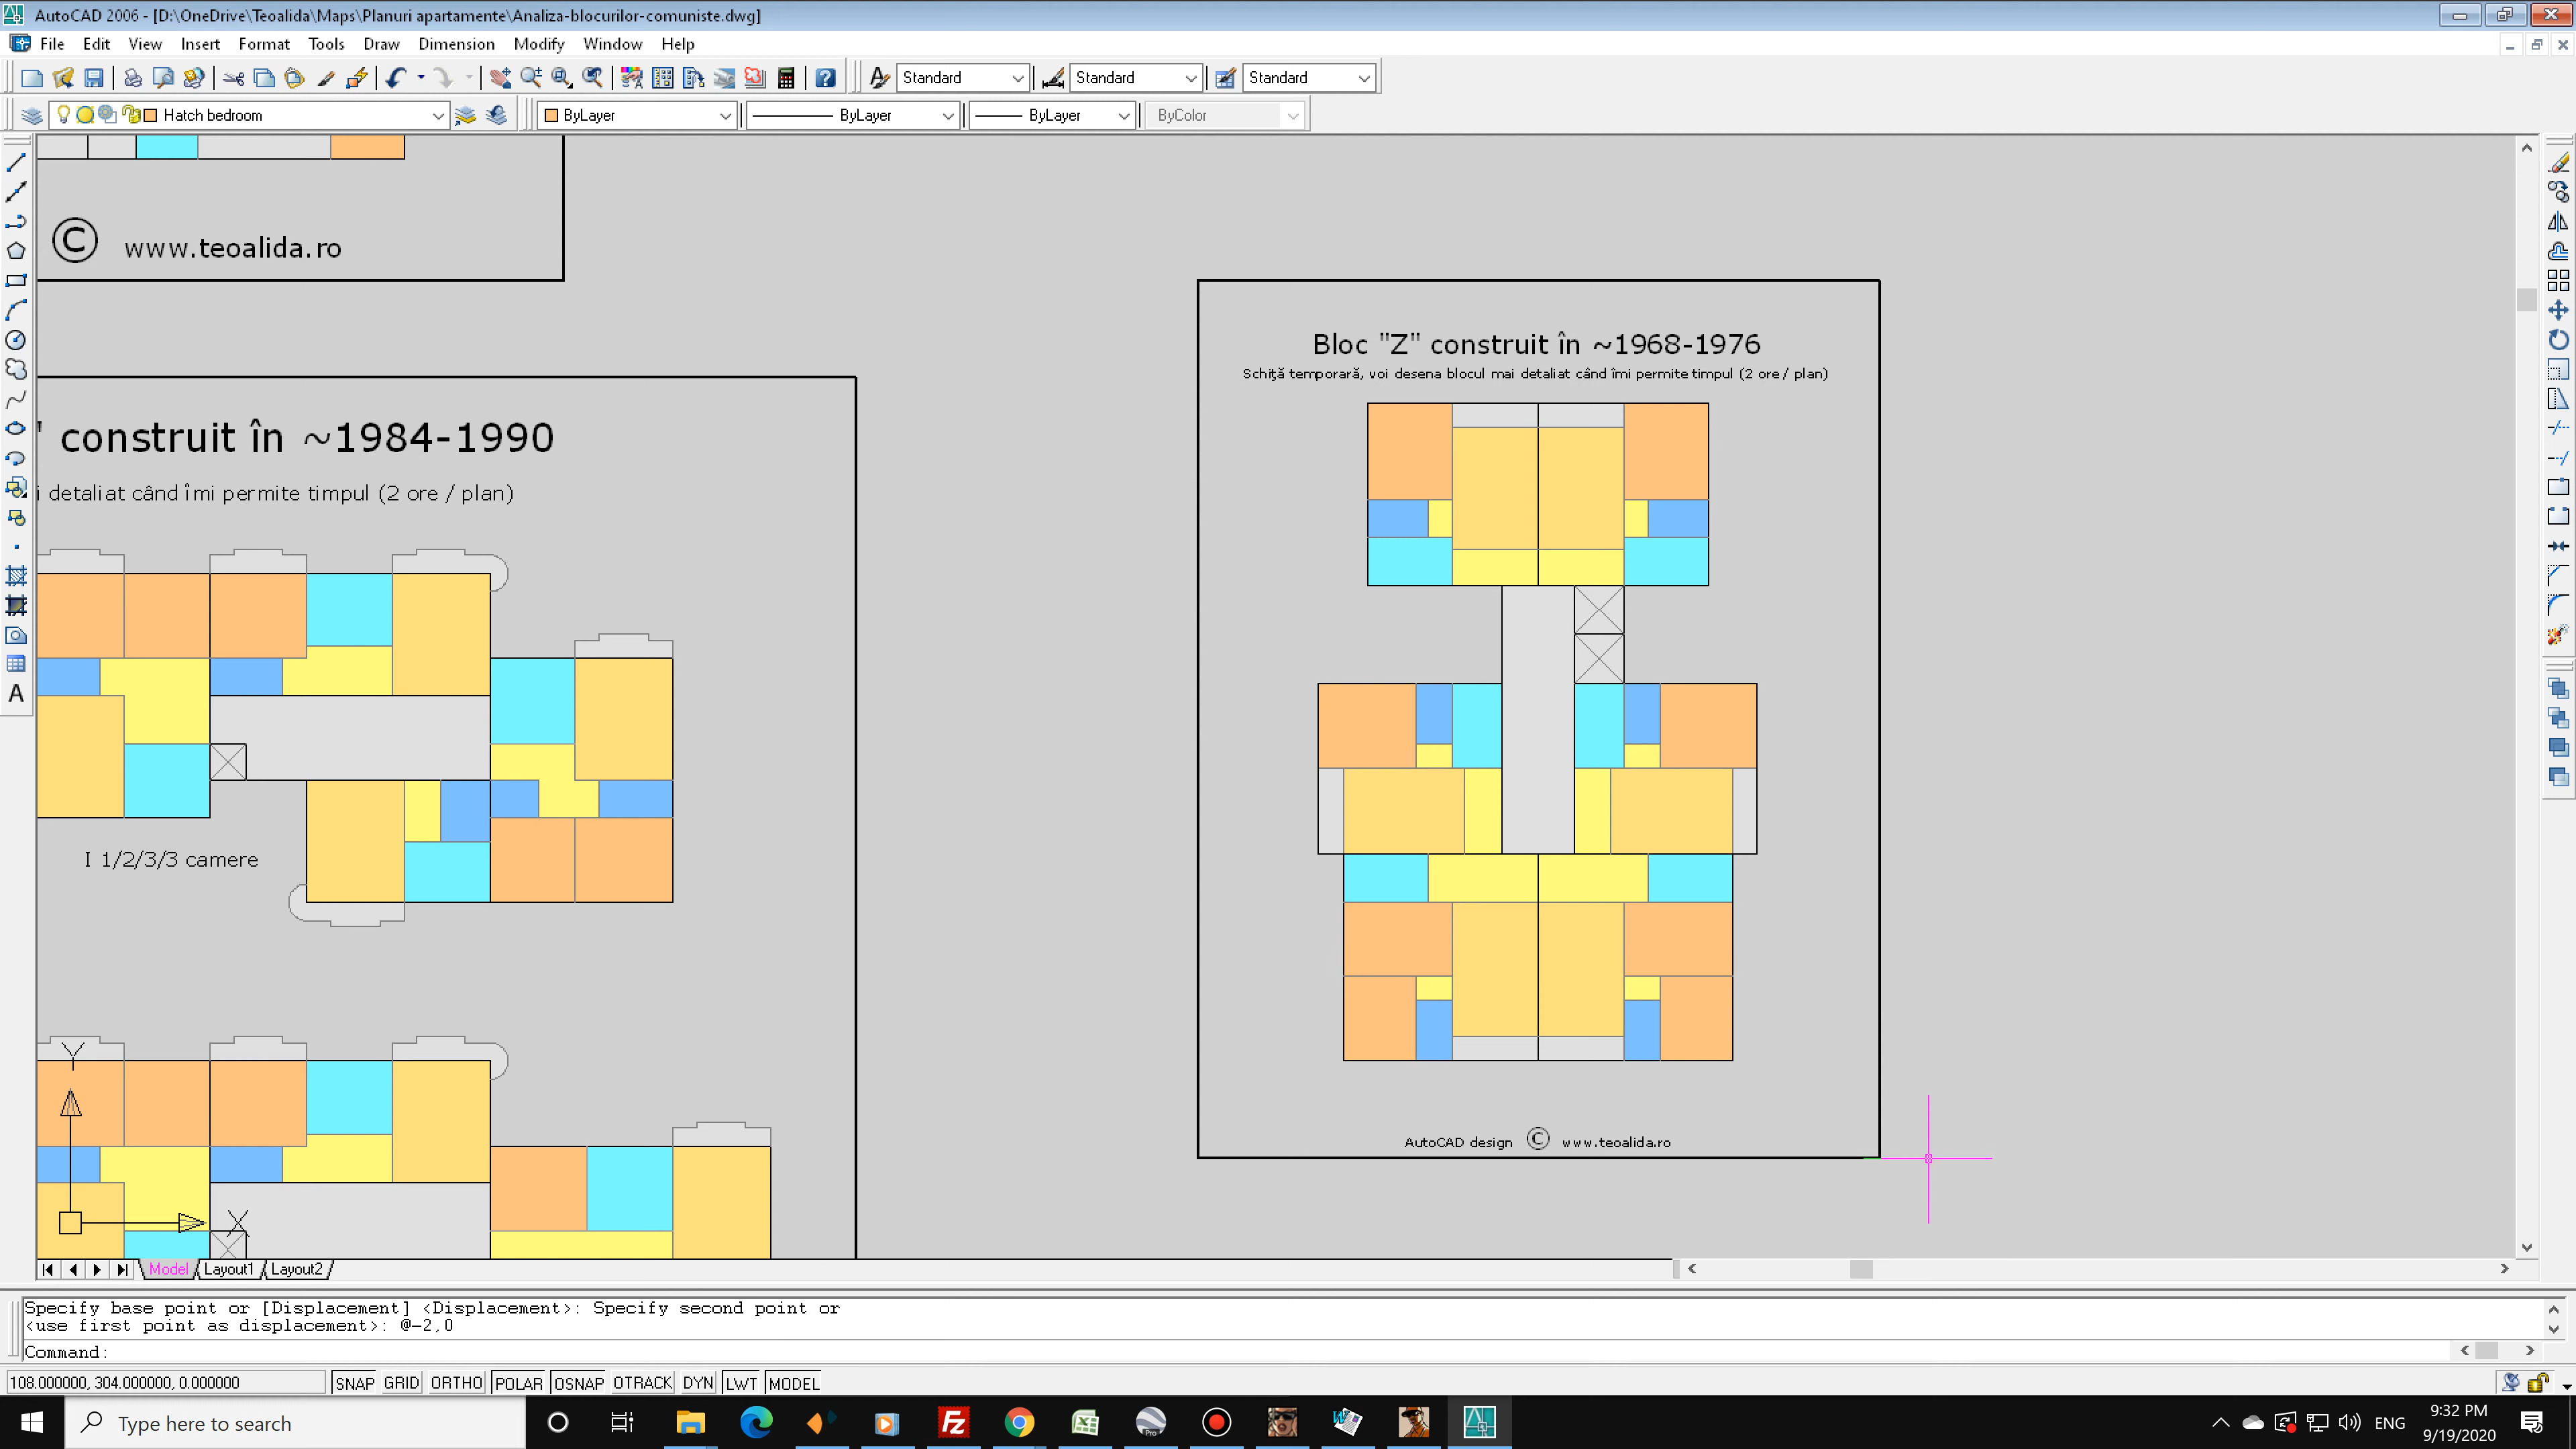 AutoCAD 2006 - [D:\OneDrive\Teoalida\Maps\Planuri apartamente\Analiza-blocurilor-comuniste.dwg]
File Edit View Insert Format Tools Draw Dimension Modify Window Help
Standard Standard Standard
Hatch bedroom ByLayer ByLayer ByLayer ByColor
© www.teoalida.ro
Bloc "Z" construit în ~1968-1976
Schiță temporară, voi desena blocul mai detaliat când îmi permite timpul (2 ore / plan)
" construit în ~1984-1990
i detaliat când îmi permite timpul (2 ore / plan)
I 1/2/3/3 camere
AutoCAD design © www.teoalida.ro
Y
X
A
Model Layout1 Layout2
Specify base point or [Displacement] <Displacement>: Specify second point or
<use first point as displacement>: @-2,0
Command:
108.000000, 304.000000, 0.000000 SNAP GRID ORTHO POLAR OSNAP OTRACK DYN LWT MODEL
Type here to search
Fz
Pro
ENG
9:32 PM
9/19/2020